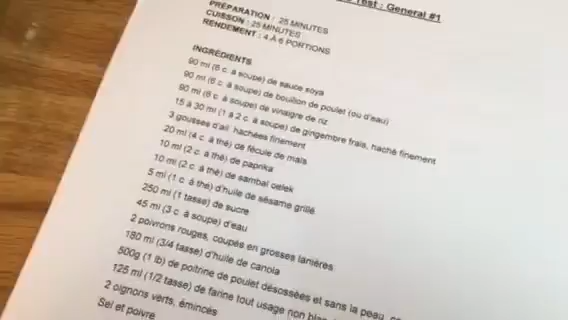 Test : General #1
PRÉPARATION : 25 MINUTES
CUISSON : 25 MINUTES
RENDEMENT : 4 À 6 PORTIONS
INGRÉDIENTS
90 ml (6 c. à soupe) de sauce soya
90 ml (6 c. à soupe) de bouillon de poulet (ou d'eau)
90 ml (6 c. à soupe) de vinaigre de riz
15 à 30 ml (1 à 2 c. à soupe) de gingembre frais, haché finement
3 gousses d'ail, hachées finement
20 ml (4 c. à thé) de fécule de maïs
10 ml (2 c. à thé) de paprika
10 ml (2 c. à thé) de sambal oelek
5 ml (1 c. à thé) d'huile de sésame grillé
250 ml (1 tasse) de sucre
45 ml (3 c. à soupe) d'eau
2 poivrons rouges, coupés en grosses lanières
180 ml (3/4 tasse) d'huile de canola
500g (1 lb) de poitrine de poulet désossées et sans la peau,
125 ml (1/2 tasse) de farine tout usage non
2 oignons verts, émincés
Sel et poivre